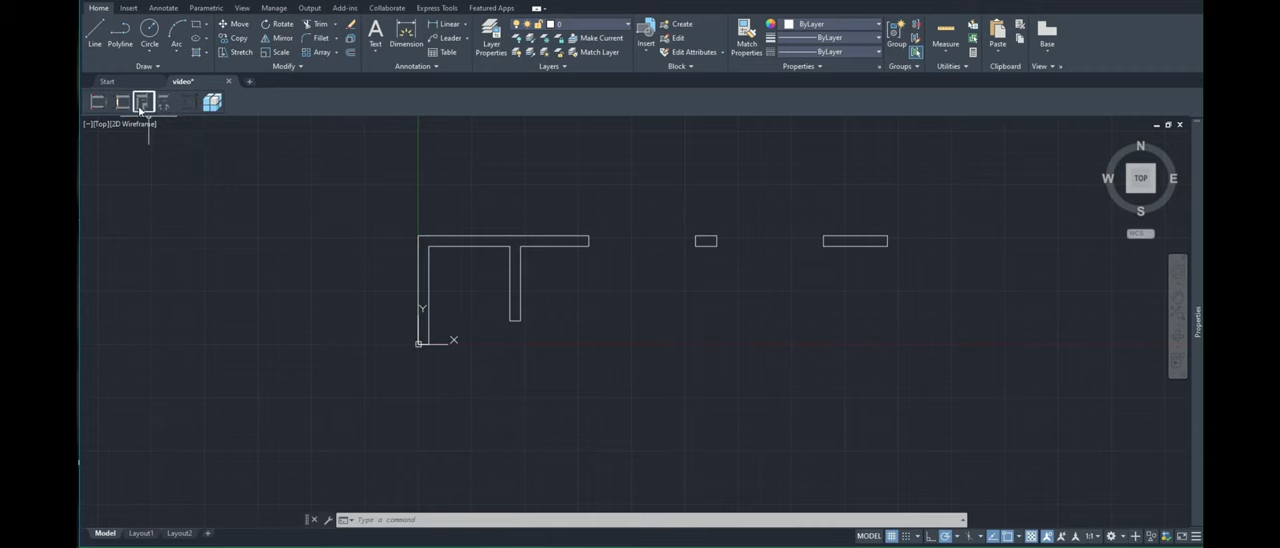 Home Insert Annotate Parametric View Manage Output Add-ins Collaborate Express Tools Featured Apps
Line Polyline Circle Arc
Move Rotate Trim
Copy Mirror Fillet
Stretch Scale Array
Text Dimension
Linear
Leader
Table
Layer Properties
0
Make Current
Match Layer
Insert
Create
Edit
Edit Attributes
Match Properties
ByLayer
ByLayer
ByLayer
Group
Measure
Paste
Base
Draw Modify Annotation Layers Block Properties Groups Utilities Clipboard View
Start video*
[−][Top][2D Wireframe]
N
W TOP E
S
WCS
Y
X
Properties
Type a command
Model Layout1 Layout2 +
MODEL 1:1